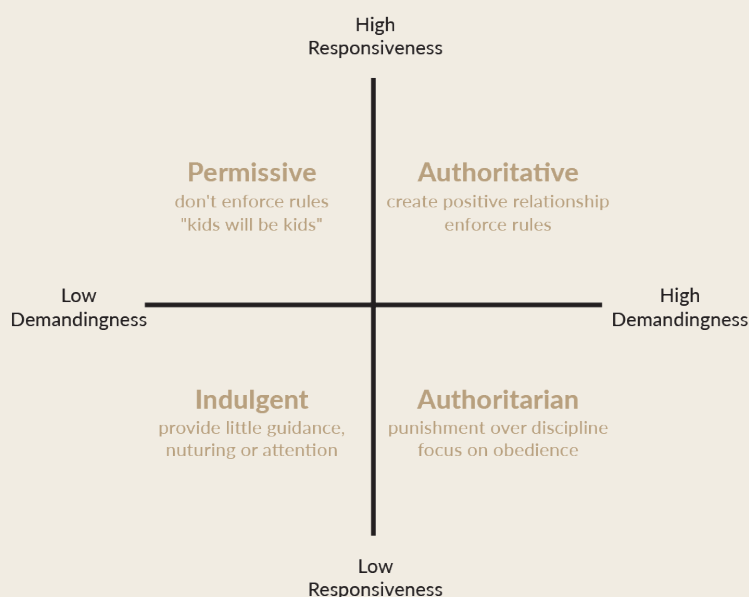 High
Responsiveness
Permissive
don't enforce rules
"kids will be kids"
Authoritative
create positive relationship
enforce rules
Low
Demandingness
High
Demandingness
Indulgent
provide little guidance,
nuturing or attention
Authoritarian
punishment over discipline
focus on obedience
Low
Responsiveness